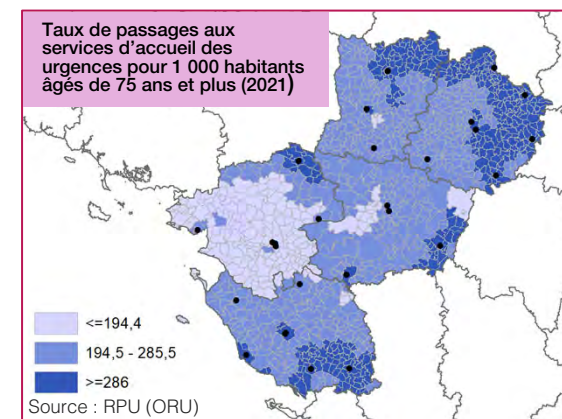 Taux de passages aux
services d’accueil des
urgences pour 1 000 habitants
âgés de 75 ans et plus (2021)
<=194,4
194,5 - 285,5
>=286
Source : RPU (ORU)